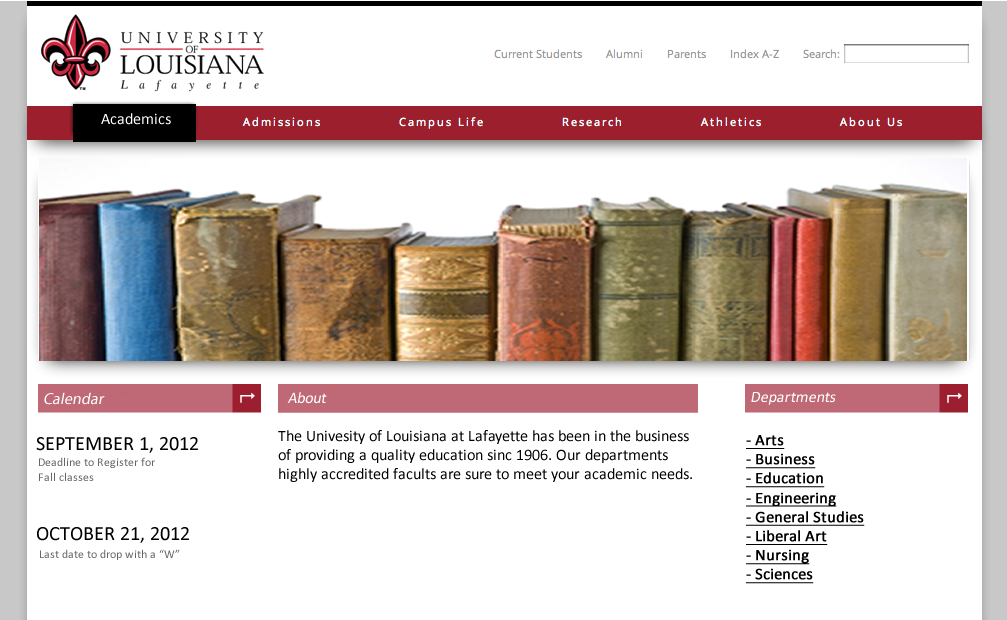 UNIVERSITY
OF
LOUISIANA
Lafayette
TM
Current Students Alumni Parents Index A-Z Search:
Academics Admissions Campus Life Research Athletics About Us
Calendar
SEPTEMBER 1, 2012
Deadline to Register for
Fall classes
OCTOBER 21, 2012
Last date to drop with a “W”
About
The Univesity of Louisiana at Lafayette has been in the business
of providing a quality education sinc 1906. Our departments
highly accredited facults are sure to meet your academic needs.
Departments
- Arts
- Business
- Education
- Engineering
- General Studies
- Liberal Art
- Nursing
- Sciences